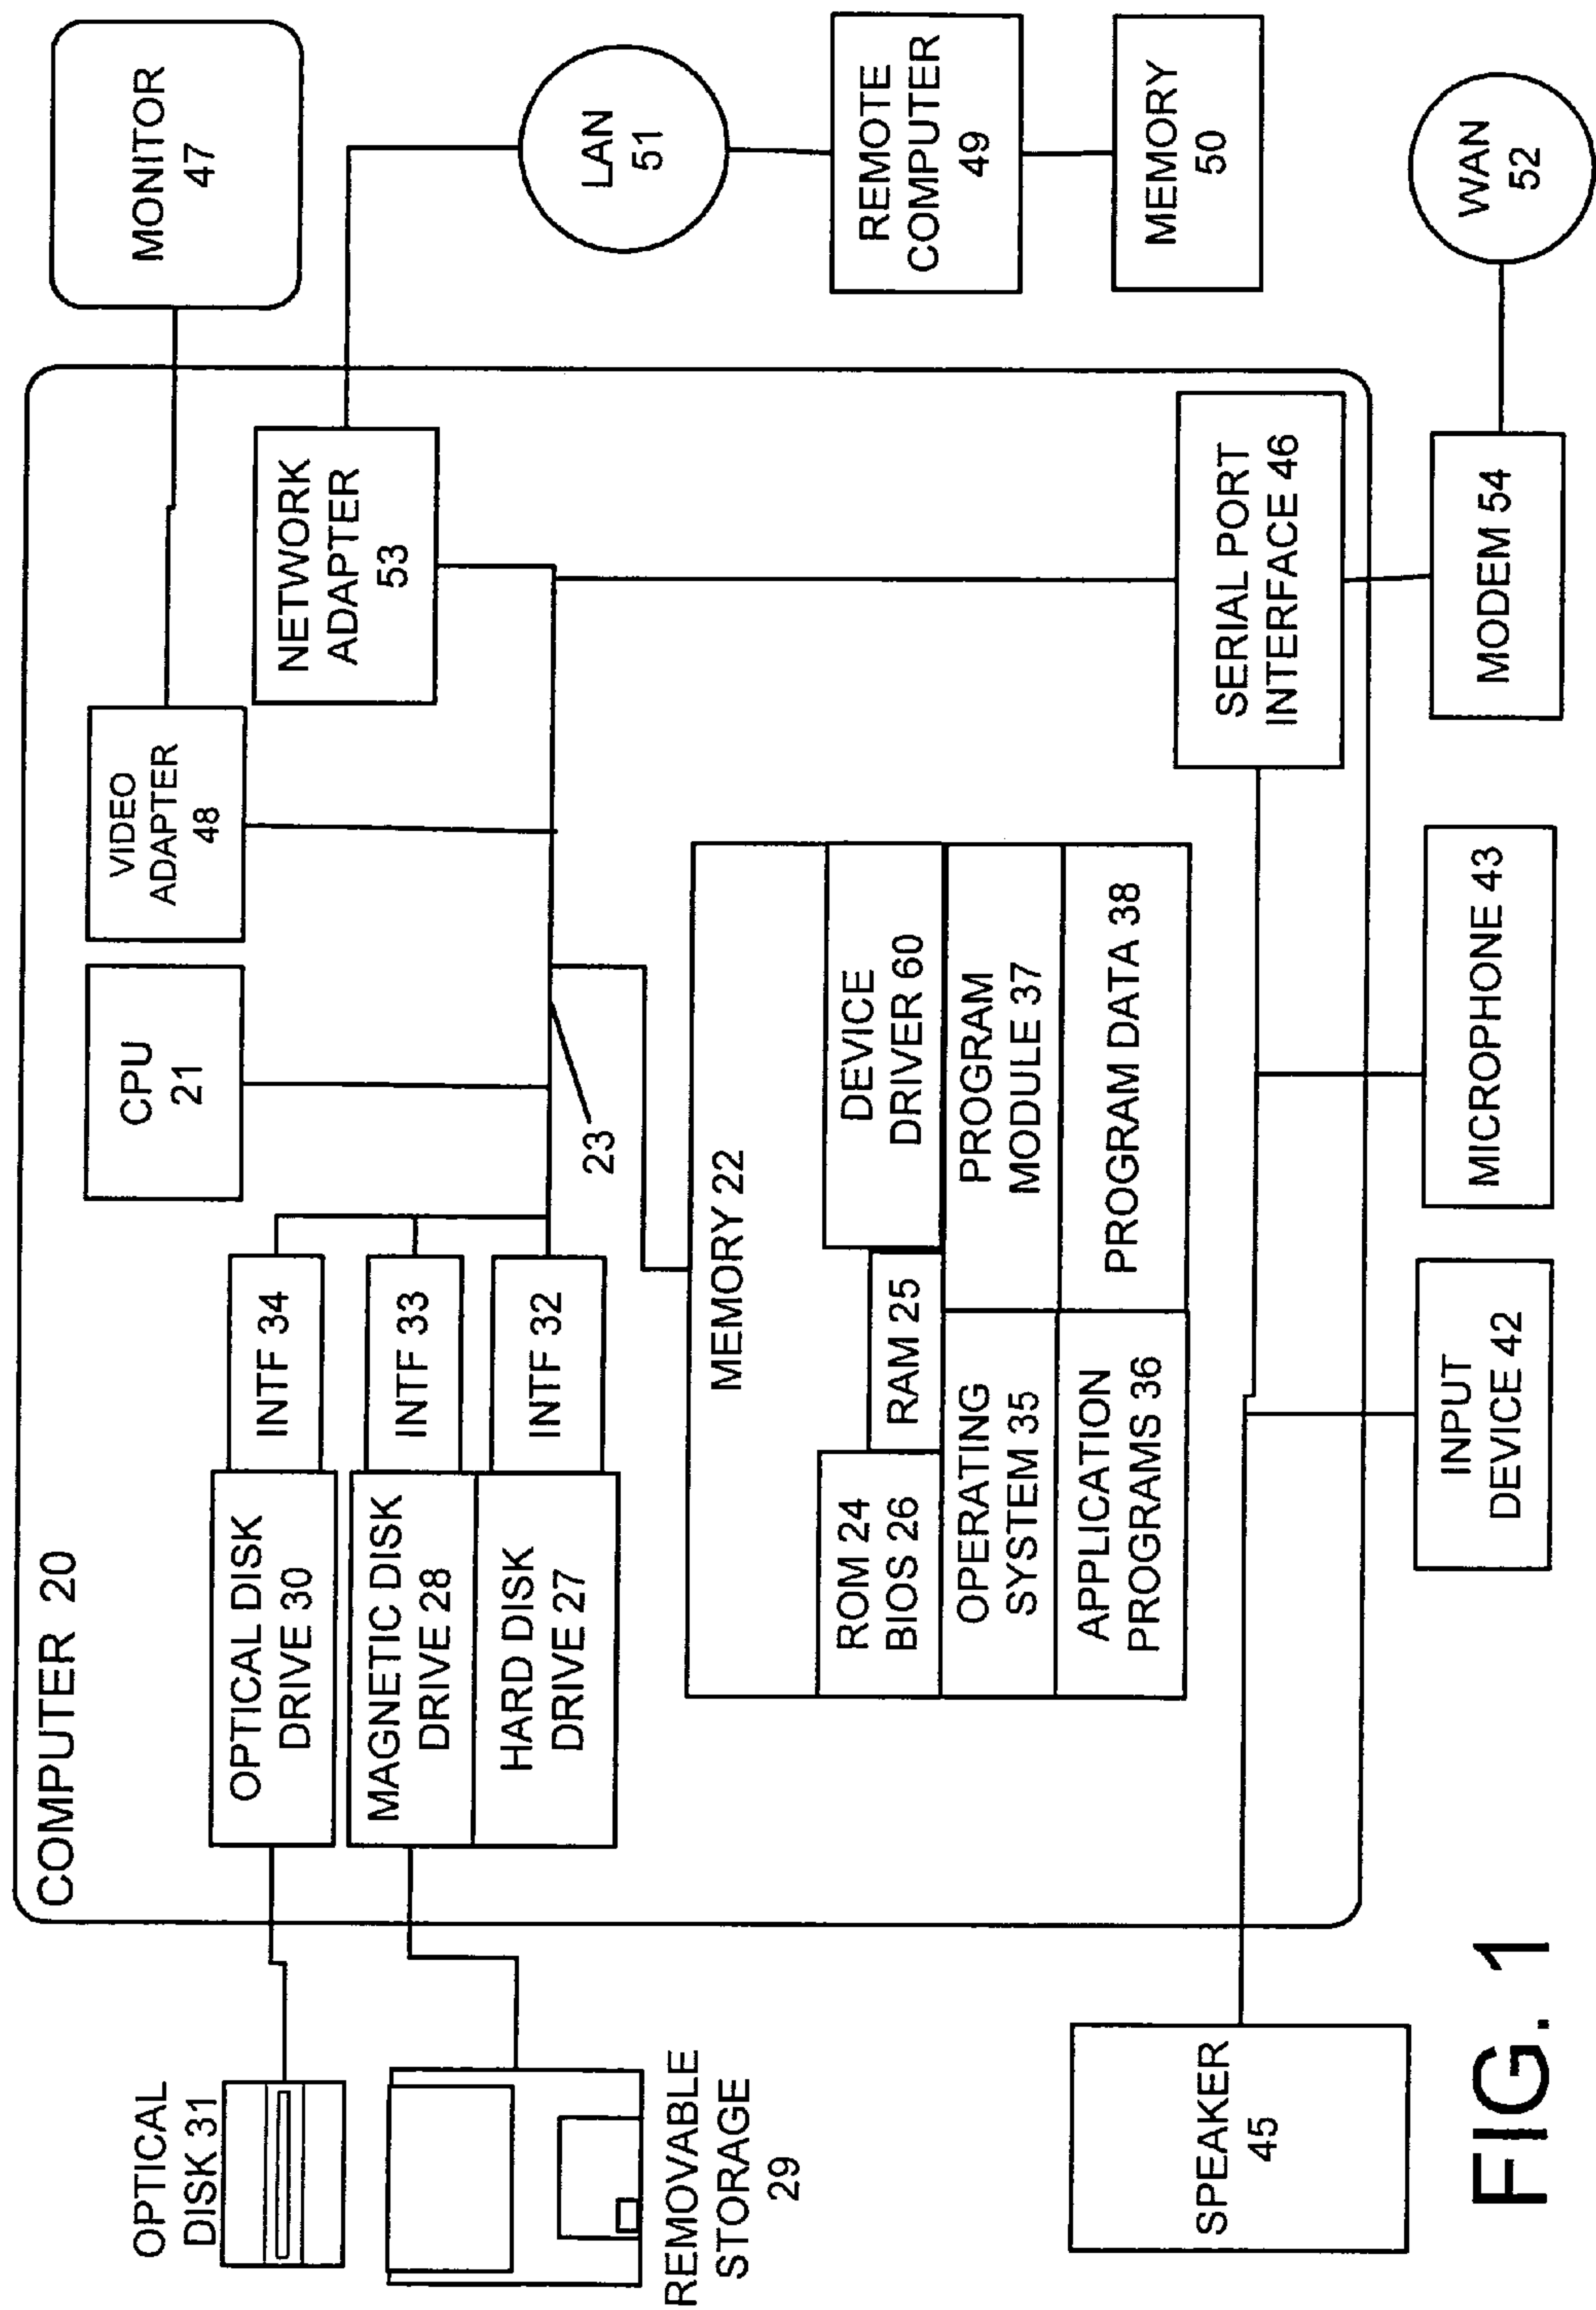 COMPUTER 20
OPTICAL
DISK 31
REMOVABLE
STORAGE
29
OPTICAL DISK
DRIVE 30
MAGNETIC DISK
DRIVE 28
HARD DISK
DRIVE 27
INTF 34
INTF 33
INTF 32
CPU
21
23
VIDEO
ADAPTER
48
NETWORK
ADAPTER
53
MONITOR
47
LAN
51
REMOTE
COMPUTER
49
MEMORY
50
MEMORY 22
ROM 24
BIOS 26
RAM 25
DEVICE
DRIVER 60
OPERATING
SYSTEM 35
PROGRAM
MODULE 37
APPLICATION
PROGRAMS 36
PROGRAM DATA 38
SERIAL PORT
INTERFACE 46
SPEAKER
45
INPUT
DEVICE 42
MICROPHONE 43
MODEM 54
WAN
52
FIG. 1